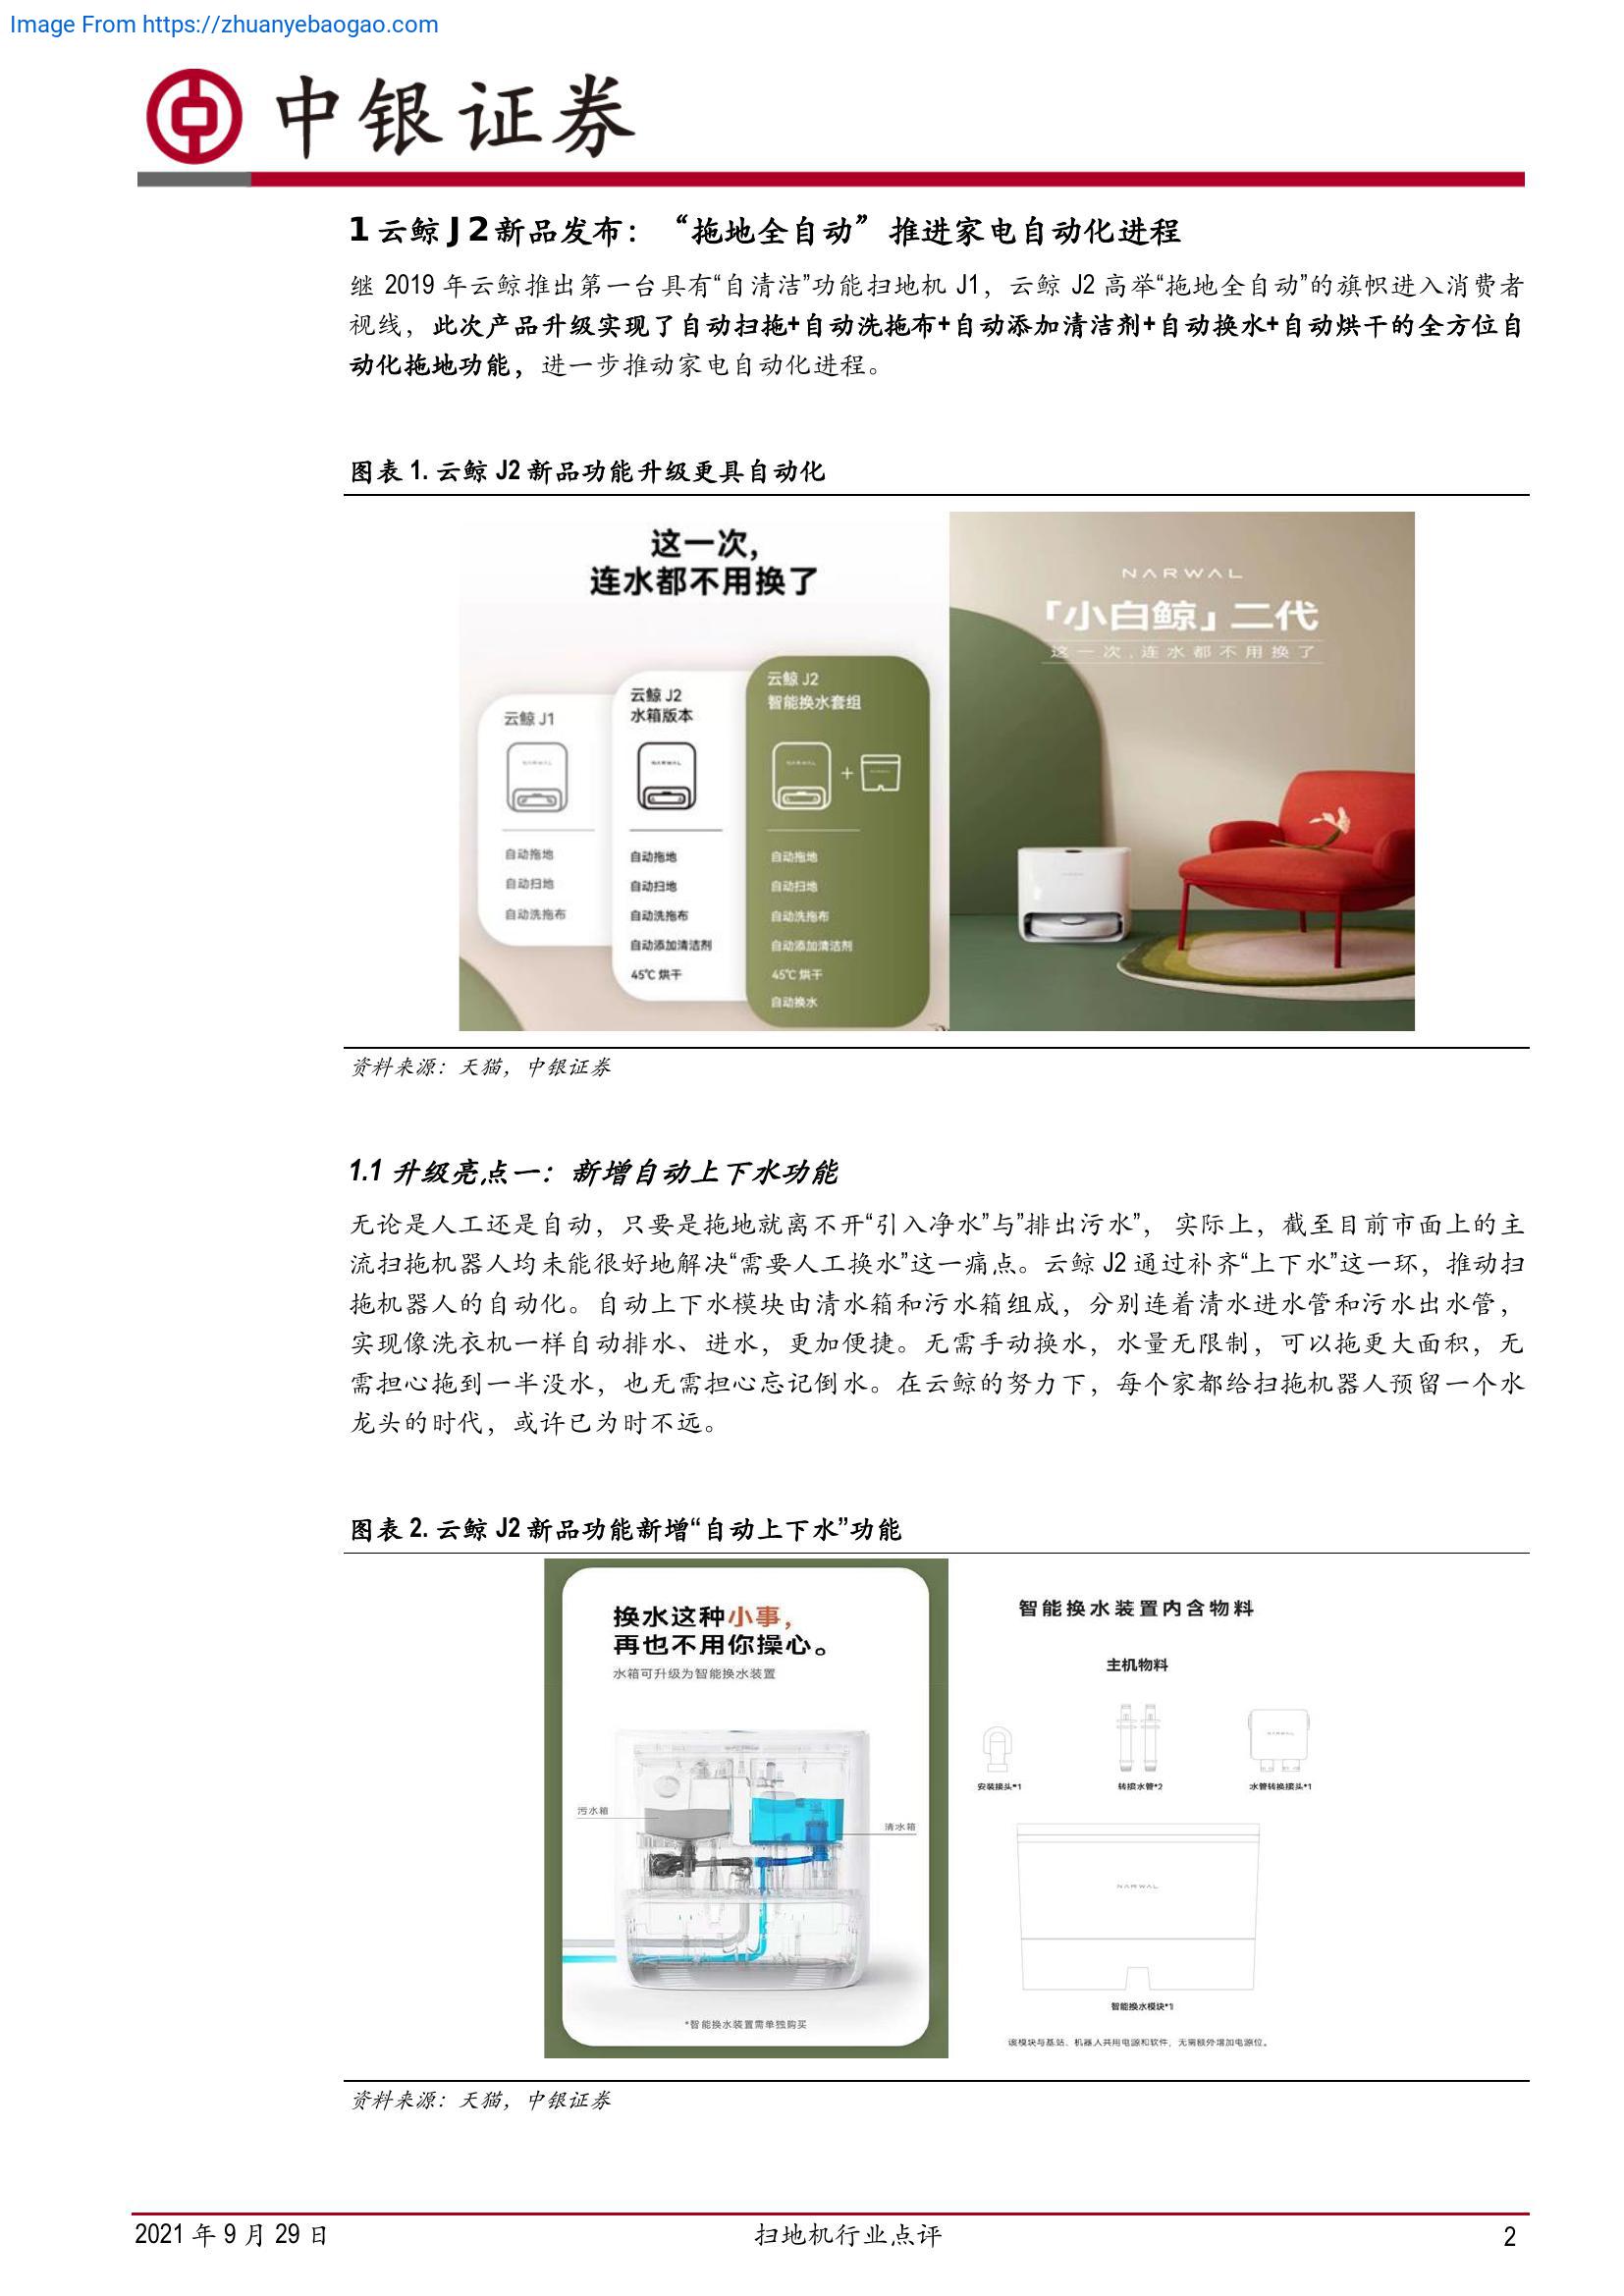 Image From https://zhuanyebaogao.com
中银证券
1 云鲸 J2 新品发布：“拖地全自动”推进家电自动化进程
继 2019 年云鲸推出第一台具有“自清洁”功能扫地机 J1，云鲸 J2 高举“拖地全自动”的旗帜进入消费者
视线，此次产品升级实现了自动扫拖+自动洗拖布+自动添加清洁剂+自动换水+自动烘干的全方位自
动化拖地功能，进一步推动家电自动化进程。
图表 1. 云鲸 J2 新品功能升级更具自动化
这一次，
连水都不用换了
云鲸 J1
NARWAL
自动拖地
自动扫地
自动洗拖布
云鲸 J2
水箱版本
NARWAL
自动拖地
自动扫地
自动洗拖布
自动添加清洁剂
45℃ 烘干
云鲸 J2
智能换水套组
NARWAL
+
自动拖地
自动扫地
自动洗拖布
自动添加清洁剂
45℃ 烘干
自动换水
NARWAL
「小白鲸」二代
这一次，连水都不用换了
资料来源：天猫，中银证券
1.1 升级亮点一：新增自动上下水功能
无论是人工还是自动，只要是拖地就离不开“引入净水”与”排出污水”， 实际上，截至目前市面上的主
流扫拖机器人均未能很好地解决“需要人工换水”这一痛点。云鲸 J2 通过补齐“上下水”这一环，推动扫
拖机器人的自动化。自动上下水模块由清水箱和污水箱组成，分别连着清水进水管和污水出水管，
实现像洗衣机一样自动排水、进水，更加便捷。无需手动换水，水量无限制，可以拖更大面积，无
需担心拖到一半没水，也无需担心忘记倒水。在云鲸的努力下，每个家都给扫拖机器人预留一个水
龙头的时代，或许已为时不远。
图表 2. 云鲸 J2 新品功能新增“自动上下水”功能
换水这种小事，
再也不用你操心。
水箱可升级为智能换水装置
污水箱
清水箱
*智能换水装置需单独购买
智能换水装置内含物料
主机物料
安装接头*1
转接水管*2
NARWAL
水管转换接头*1
NARWAL
智能换水模块*1
该模块与基站、机器人共用电源和软件，无需额外增加电源位。
资料来源：天猫，中银证券
2021 年 9 月 29 日
扫地机行业点评
2